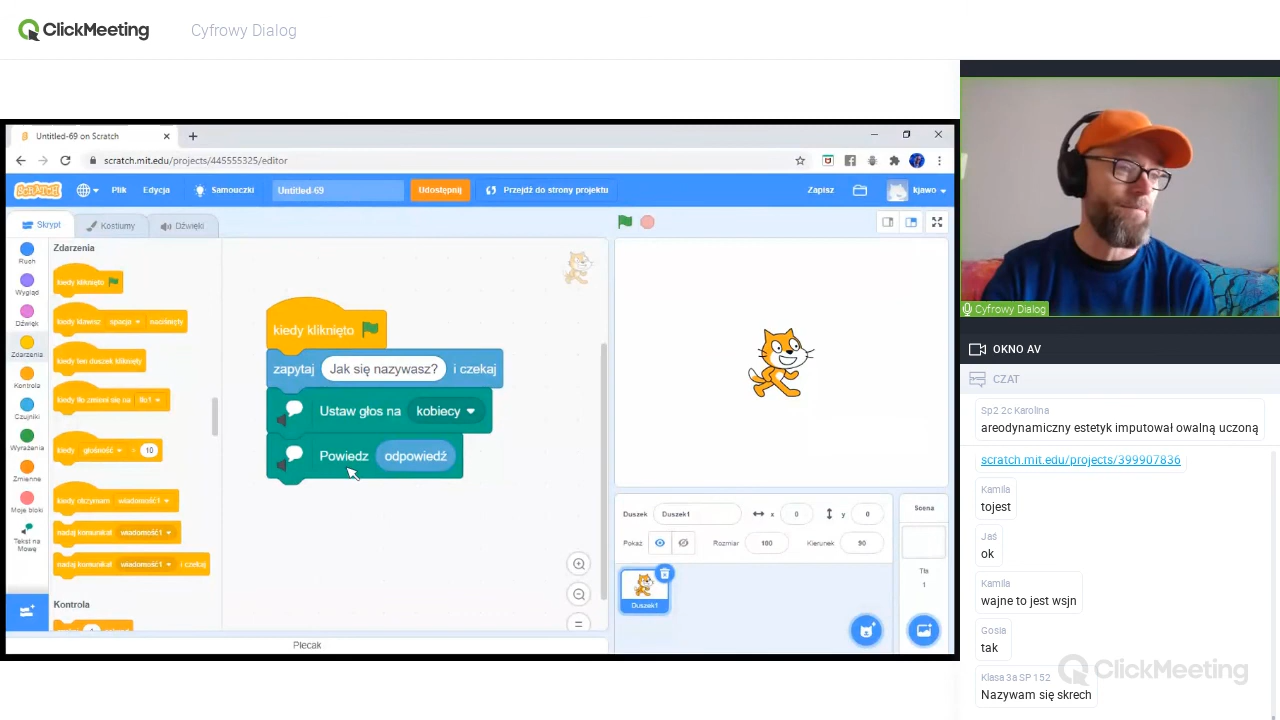 ClickMeeting
Cyfrowy Dialog
Untitled-69 on Scratch
scratch.mit.edu/projects/445555325/editor
SCRATCH
Plik
Edycja
Samouczki
Untitled-69
Udostępnij
Przejdź do strony projektu
Zapisz
kjawo
Skrypt
Kostiumy
Dźwięki
Ruch
Wygląd
Dźwięk
Zdarzenia
Kontrola
Czujniki
Wyrażenia
Zmienne
Moje bloki
Tekst na
Mowę
Zdarzenia
kiedy kliknięto
kiedy klawisz spacja naciśnięty
kiedy ten duszek kliknięty
kiedy tło zmieni się na tło1
kiedy głośność > 10
kiedy otrzymam wiadomość1
nadaj komunikat wiadomość1
nadaj komunikat wiadomość1 i czekaj
Kontrola
kiedy kliknięto
zapytaj Jak się nazywasz? i czekaj
Ustaw głos na kobiecy
Powiedz odpowiedź
Plecak
Duszek Duszek1 x 0 y 0
Pokaż Rozmiar 100 Kierunek 90
Duszek1
Scena
Tła
1
Cyfrowy Dialog
OKNO AV
CZAT
Sp2 2c Karolina
areodynamiczny estetyk imputował owalną uczoną
scratch.mit.edu/projects/399907836
Kamila
tojest
Jaś
ok
Kamila
wajne to jest wsjn
Gosia
tak
Klasa 3a SP 152
Nazywam się skrech
ClickMeeting